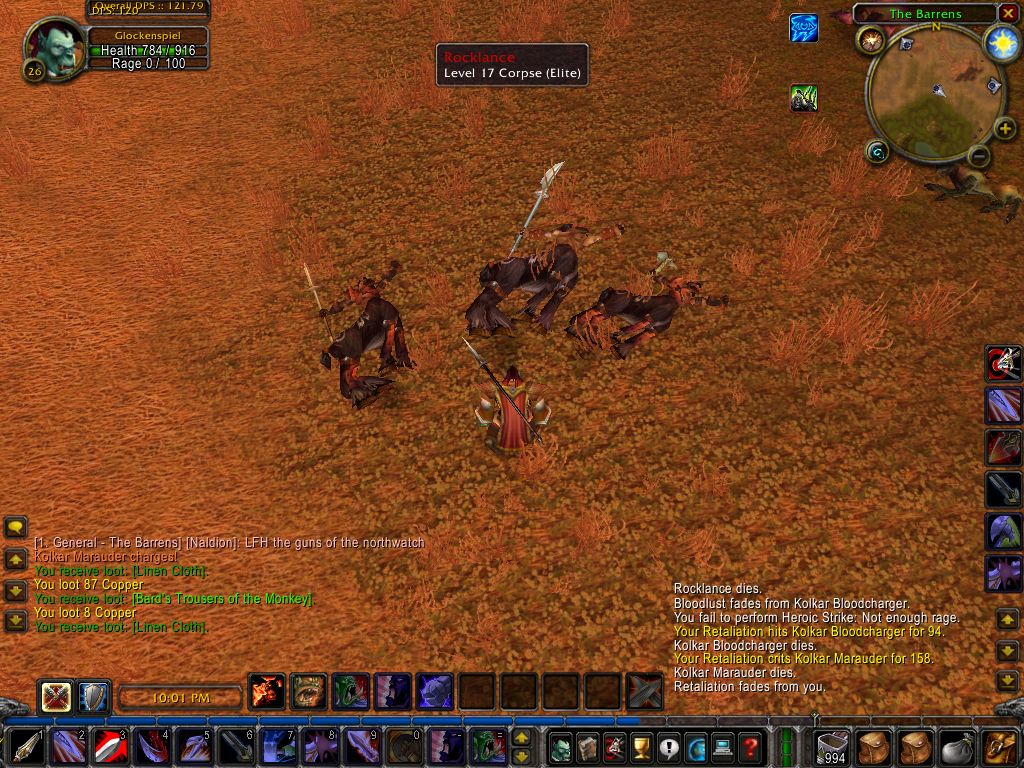 Overall DPS :: 121.79
DPS: 120
Glockenspiel
Health 784 / 916
Rage 0 / 100
26
Rocklance
Level 17 Corpse (Elite)
The Barrens
N
[1. General - The Barrens] [Naldion]: LFH the guns of the northwatch
Kolkar Marauder charges!
You receive loot: [Linen Cloth].
You loot 87 Copper
You receive loot: [Bard's Trousers of the Monkey].
You loot 8 Copper
You receive loot: [Linen Cloth].
Rocklance dies.
Bloodlust fades from Kolkar Bloodcharger.
You fail to perform Heroic Strike: Not enough rage.
Your Retaliation hits Kolkar Bloodcharger for 94.
Kolkar Bloodcharger dies.
Your Retaliation crits Kolkar Marauder for 158.
Kolkar Marauder dies.
Retaliation fades from you.
10:01 PM
1 2 3 4 5 6 7 8 9 0 - =
994